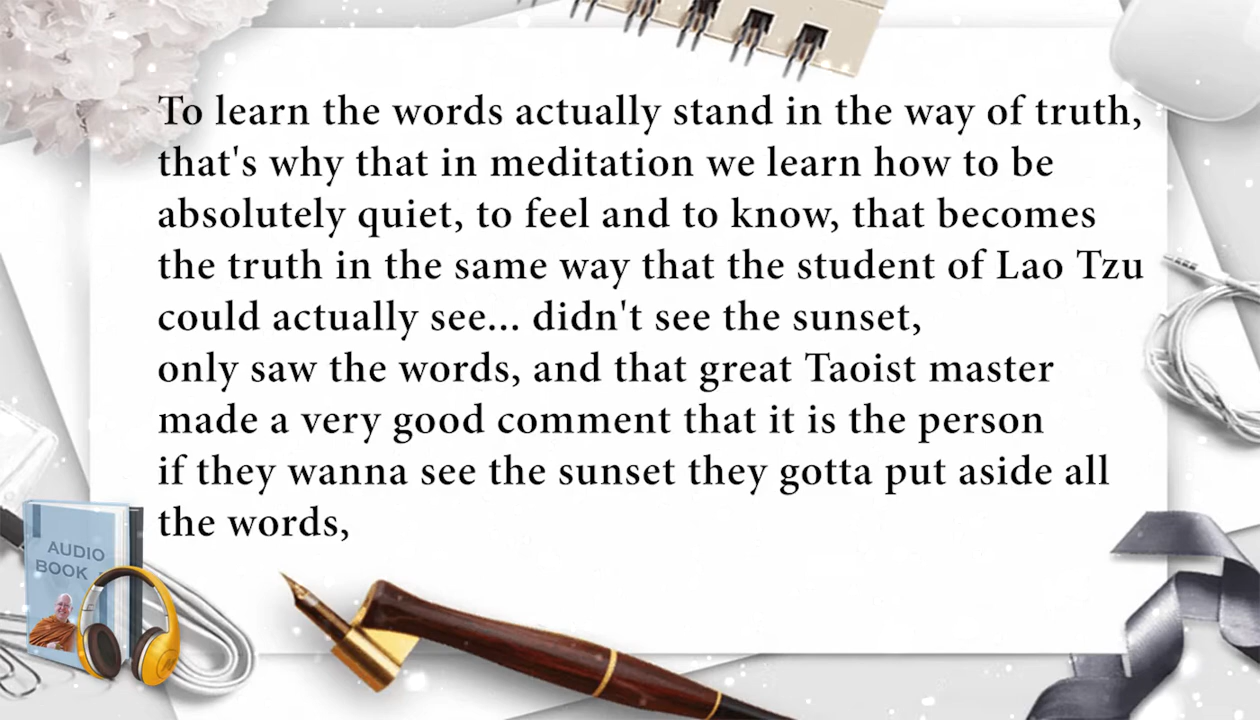 To learn the words actually stand in the way of truth,
that's why that in meditation we learn how to be
absolutely quiet, to feel and to know, that becomes
the truth in the same way that the student of Lao Tzu
could actually see... didn't see the sunset,
only saw the words, and that great Taoist master
made a very good comment that it is the person
if they wanna see the sunset they gotta put aside all
the words,
AUDIO
BOOK